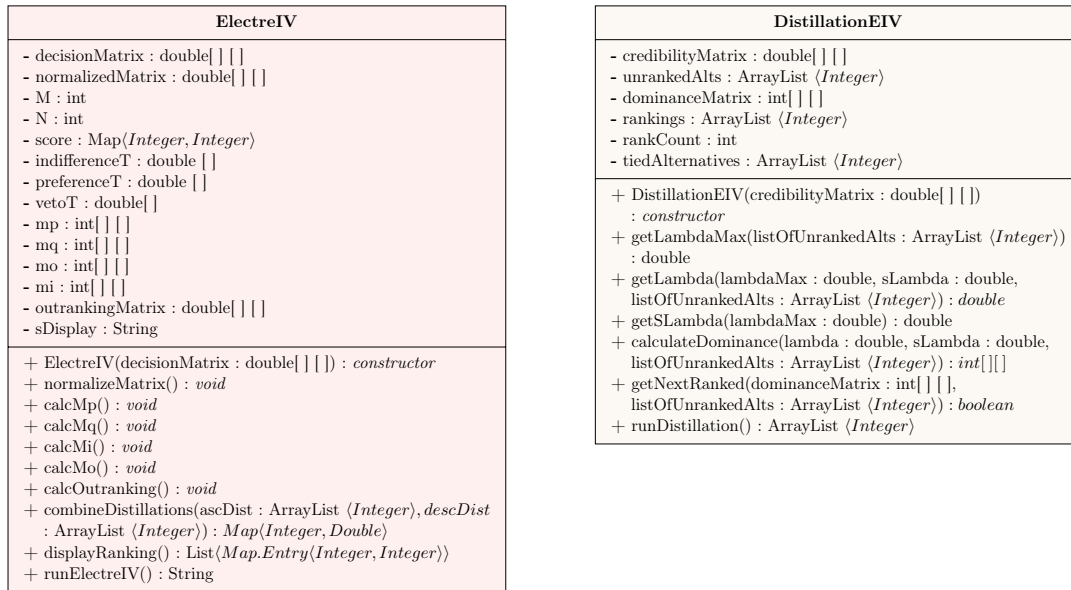 ElectreIV
- decisionMatrix : double[ ] [ ]
- normalizedMatrix : double[ ] [ ]
- M : int
- N : int
- score : Map⟨Integer, Integer⟩
- indifferenceT : double [ ]
- preferenceT : double [ ]
- vetoT : double[ ]
- mp : int[ ] [ ]
- mq : int[ ] [ ]
- mo : int[ ] [ ]
- mi : int[ ] [ ]
- outrankingMatrix : double[ ] [ ]
- sDisplay : String
+ ElectreIV(decisionMatrix : double[ ] [ ]) : constructor
+ normalizeMatrix() : void
+ calcMp() : void
+ calcMq() : void
+ calcMi() : void
+ calcMo() : void
+ calcOutranking() : void
+ combineDistillations(ascDist : ArrayList ⟨Integer⟩, descDist
: ArrayList ⟨Integer⟩) : Map⟨Integer, Double⟩
+ displayRanking() : List⟨Map.Entry⟨Integer, Integer⟩⟩
+ runElectreIV() : String
DistillationEIV
- credibilityMatrix : double[ ] [ ]
- unrankedAlts : ArrayList ⟨Integer⟩
- dominanceMatrix : int[ ] [ ]
- rankings : ArrayList ⟨Integer⟩
- rankCount : int
- tiedAlternatives : ArrayList ⟨Integer⟩
+ DistillationEIV(credibilityMatrix : double[ ] [ ])
: constructor
+ getLambdaMax(listOfUnrankedAlts : ArrayList ⟨Integer⟩)
: double
+ getLambda(lambdaMax : double, sLambda : double,
listOfUnrankedAlts : ArrayList ⟨Integer⟩) : double
+ getSLambda(lambdaMax : double) : double
+ calculateDominance(lambda : double, sLambda : double,
listOfUnrankedAlts : ArrayList ⟨Integer⟩) : int[ ][ ]
+ getNextRanked(dominanceMatrix : int[ ] [ ],
listOfUnrankedAlts : ArrayList ⟨Integer⟩) : boolean
+ runDistillation() : ArrayList ⟨Integer⟩